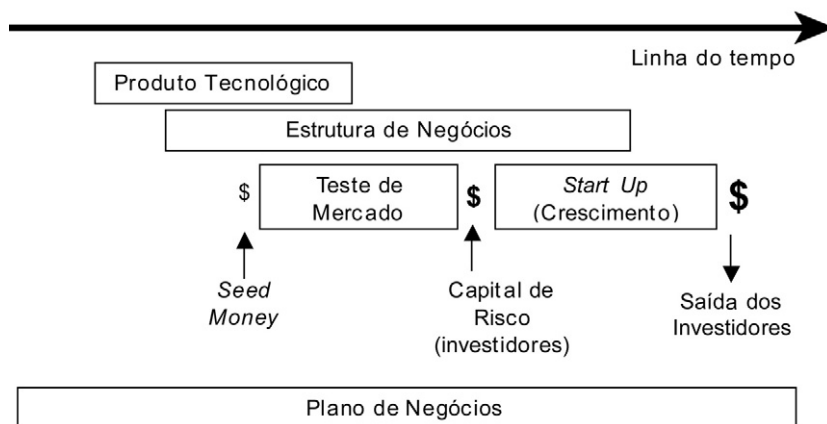 Linha do tempo
Produto Tecnológico
Estrutura de Negócios
$
Teste de
Mercado
$
Start Up
(Crescimento)
$
Seed
Money
Capital de
Risco
(investidores)
Saída dos
Investidores
Plano de Negócios